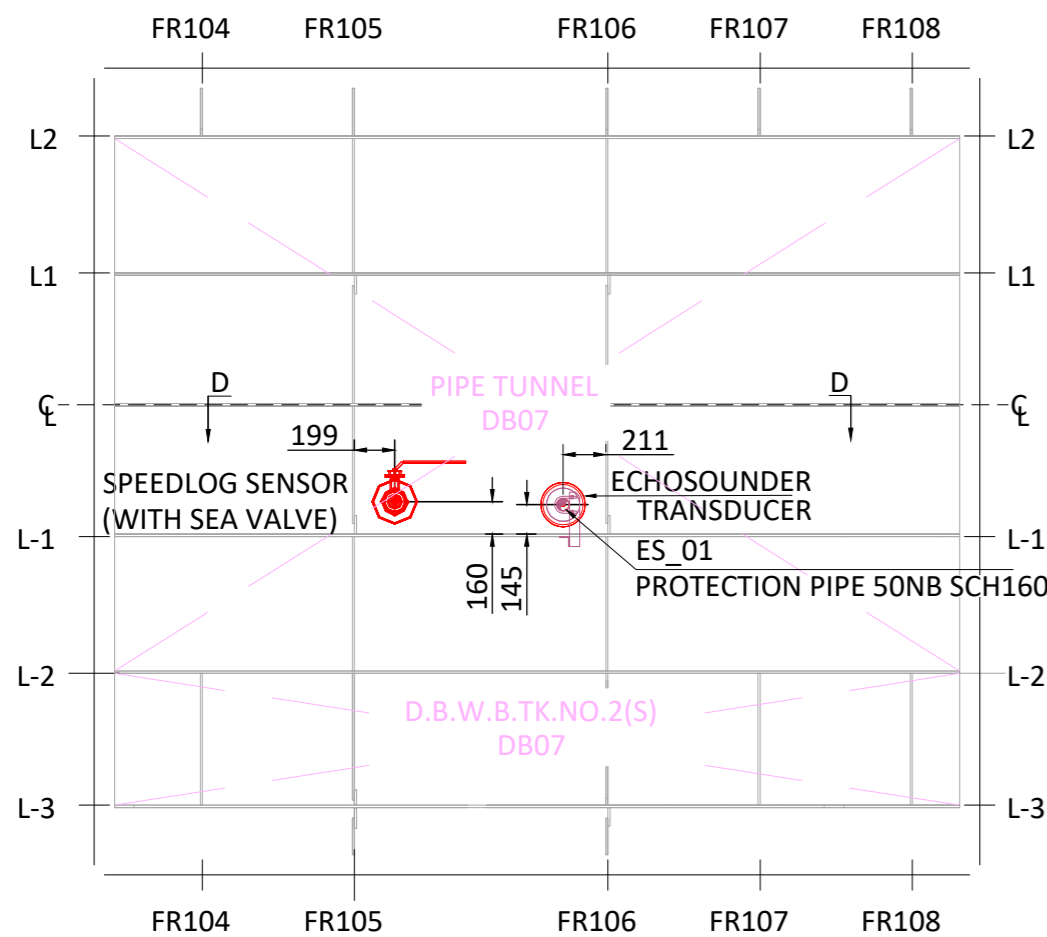 FR104 FR105 FR106 FR107 FR108
L2 L2
L1 L1
D D
PIPE TUNNEL
DB07
℄ ℄
199 211
SPEEDLOG SENSOR
(WITH SEA VALVE)
ECHOSOUNDER
TRANSDUCER
L-1 L-1
ES_01
PROTECTION PIPE 50NB SCH160
160 145
L-2 L-2
D.B.W.B.TK.NO.2(S)
DB07
L-3 L-3
FR104 FR105 FR106 FR107 FR108